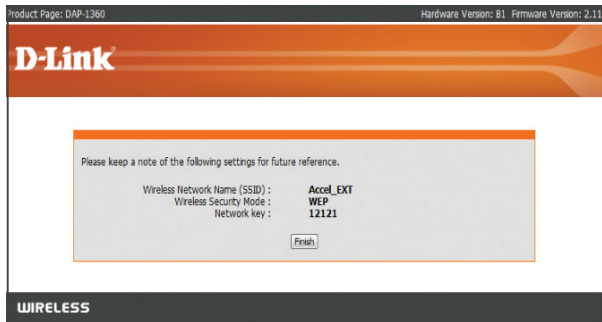 Product Page: DAP-1360 Hardware Version: B1 Firmware Version: 2.11
D-Link
Please keep a note of the following settings for future reference.
Wireless Network Name (SSID) : Accel_EXT
Wireless Security Mode : WEP
Network key : 12121
Finish
WIRELESS